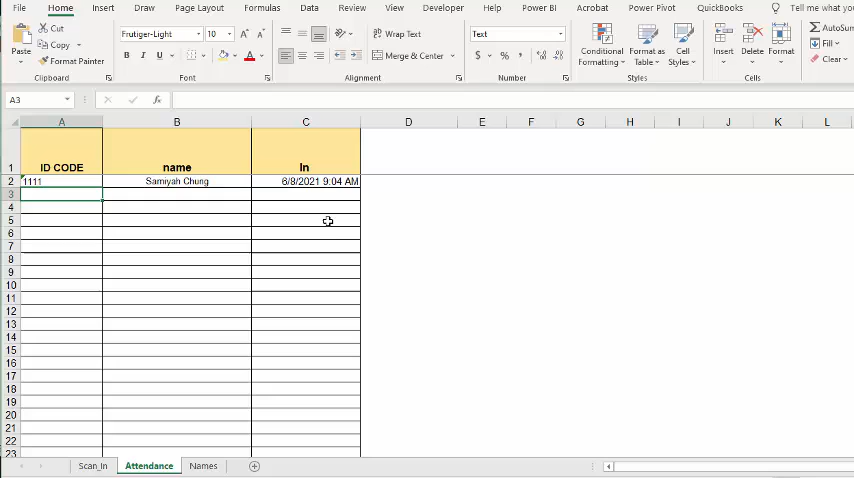 File Home Insert Draw Page Layout Formulas Data Review View Developer Help Power BI Acrobat Power Pivot QuickBooks Tell me what y
Paste
Cut
Copy
Format Painter
Clipboard
Frutiger-Light 10
B I U A
Font
Wrap Text
Merge & Center
Alignment
Text
$ % ,
Number
Conditional Formatting
Format as Table
Cell Styles
Styles
Insert Delete Format
Cells
AutoSum
Fill
Clear
A3 fx
A B C D E F G H I J K L
1 ID CODE name In
2 1111 Samiyah Chung 6/8/2021 9:04 AM
3
4
5
6
7
8
9
10
11
12
13
14
15
16
17
18
19
20
21
22
23
Scan_In Attendance Names